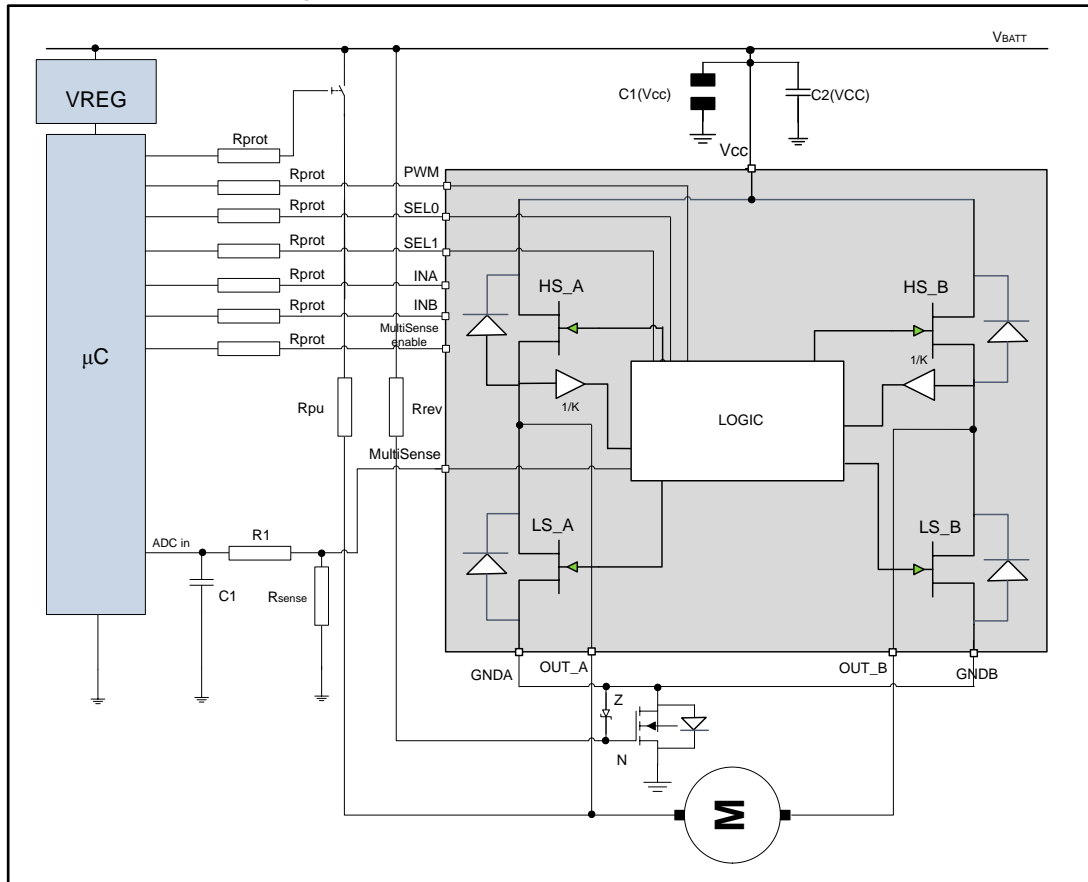 VBATT
VREG
C1(Vcc)
C2(VCC)
Rprot
Vcc
Rprot
PWM
Rprot
SEL0
Rprot
SEL1
Rprot
INA
Rprot
INB
Rprot
MultiSense
enable
HS_A
HS_B
µC
1/K
1/K
Rpu
Rrev
LOGIC
MultiSense
LS_A
LS_B
ADC in
R1
C1
Rsense
GNDA
OUT_A
OUT_B
GNDB
Z
N
M